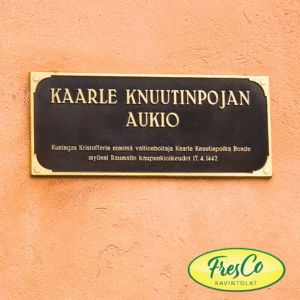 KAARLE KNUUTINPOJAN
AUKIO
Kuningas Kristofferin nimissä valtionhoitaja Kaarle Knuutinpoika Bonde
myönsi Raumalle kaupunkioikeudet 17.4.1442
FresCo
RAVINTOLAT